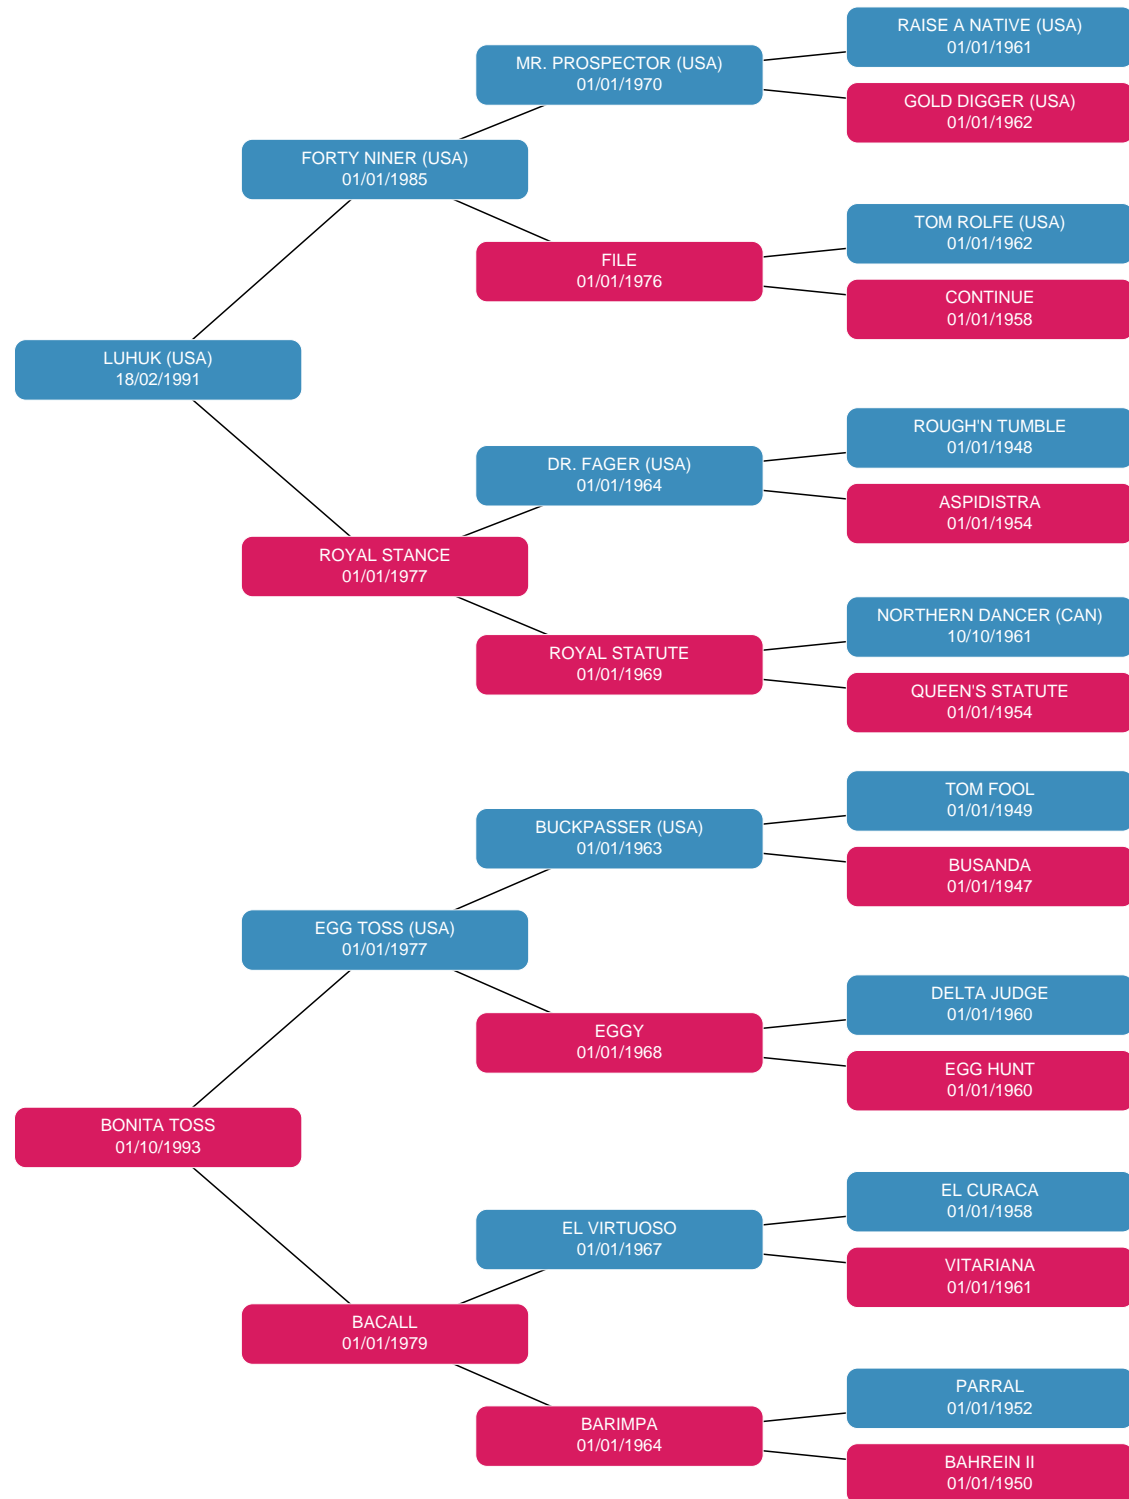 RAISE A NATIVE (USA)
01/01/1961
MR. PROSPECTOR (USA)
01/01/1970
GOLD DIGGER (USA)
01/01/1962
FORTY NINER (USA)
01/01/1985
TOM ROLFE (USA)
01/01/1962
FILE
01/01/1976
CONTINUE
01/01/1958
LUHUK (USA)
18/02/1991
ROUGH'N TUMBLE
01/01/1948
DR. FAGER (USA)
01/01/1964
ASPIDISTRA
01/01/1954
ROYAL STANCE
01/01/1977
NORTHERN DANCER (CAN)
10/10/1961
ROYAL STATUTE
01/01/1969
QUEEN'S STATUTE
01/01/1954
TOM FOOL
01/01/1949
BUCKPASSER (USA)
01/01/1963
BUSANDA
01/01/1947
EGG TOSS (USA)
01/01/1977
DELTA JUDGE
01/01/1960
EGGY
01/01/1968
EGG HUNT
01/01/1960
BONITA TOSS
01/10/1993
EL CURACA
01/01/1958
EL VIRTUOSO
01/01/1967
VITARIANA
01/01/1961
BACALL
01/01/1979
PARRAL
01/01/1952
BARIMPA
01/01/1964
BAHREIN II
01/01/1950